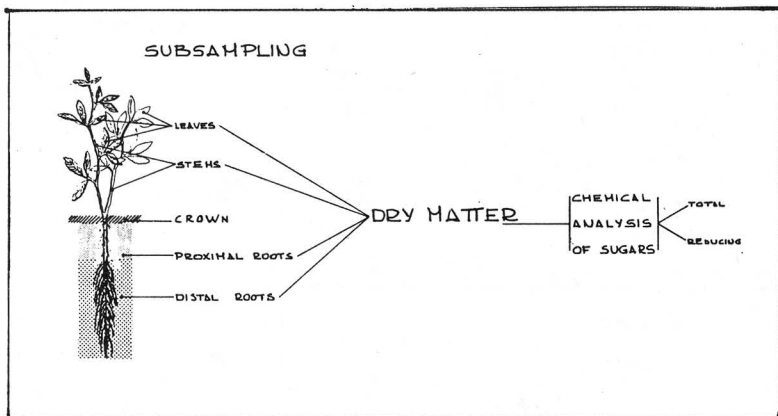 SUBSAMPLING
LEAVES
STEMS
CROWN
PROXIMAL ROOTS
DISTAL ROOTS
DRY MATTER
CHEMICAL
ANALYSIS
OF SUGARS
TOTAL
REDUCING